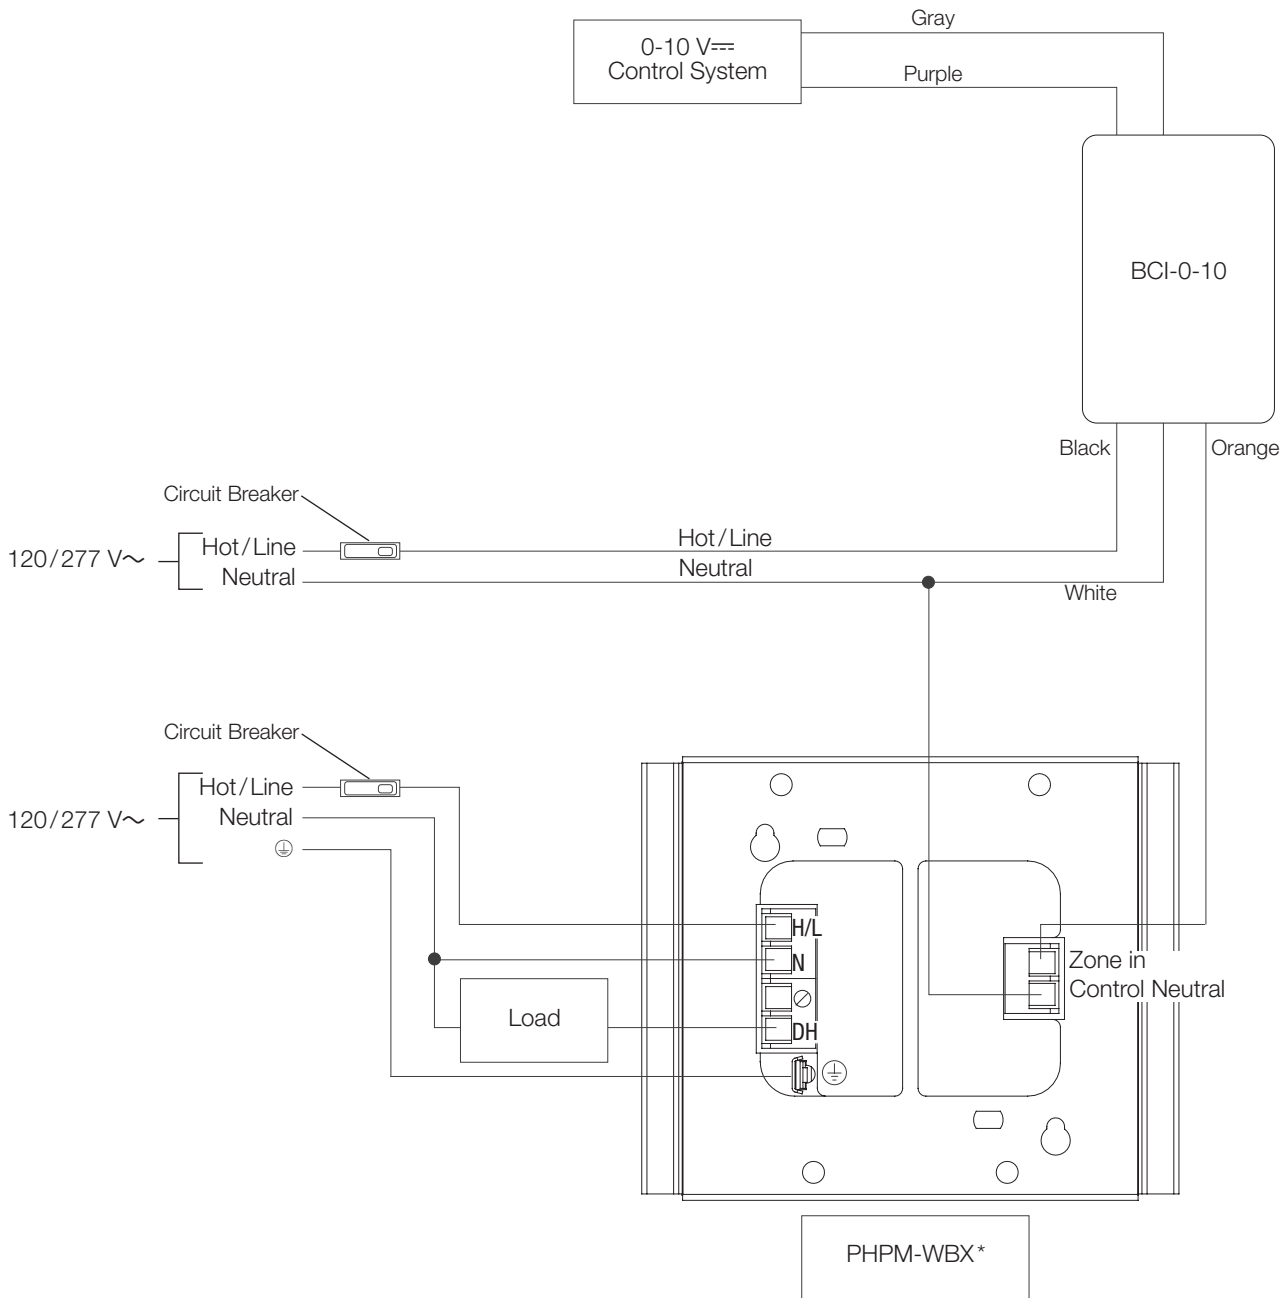 Gray
0-10 V⎓
Control System
Purple
BCI-0-10
Black
Orange
Circuit Breaker
120/277 V~
Hot/Line
Hot/Line
Neutral
Neutral
White
Circuit Breaker
120/277 V~
Hot/Line
Neutral
H/L
N
Zone in
Control Neutral
Load
DH
PHPM-WBX*